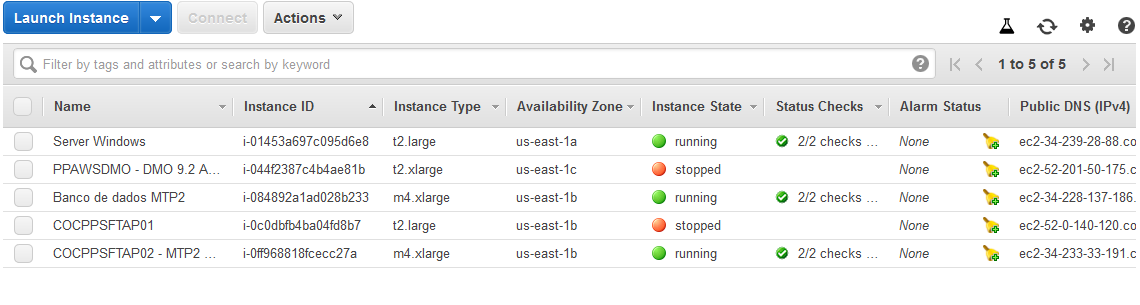 Launch Instance Connect Actions
Filter by tags and attributes or search by keyword ? 1 to 5 of 5
Name Instance ID Instance Type Availability Zone Instance State Status Checks Alarm Status Public DNS (IPv4)
Server Windows i-01453a697c095d6e8 t2.large us-east-1a running 2/2 checks ... None ec2-34-239-28-88.co
PPAWSDMO - DMO 9.2 A... i-044f2387c4b4ae81b t2.xlarge us-east-1c stopped None ec2-52-201-50-175.c
Banco de dados MTP2 i-084892a1ad028b233 m4.xlarge us-east-1b running 2/2 checks ... None ec2-34-228-137-186.
COCPPSFTAP01 i-0c0dbfb4ba04fd8b7 t2.large us-east-1b stopped None ec2-52-0-140-120.co
COCPPSFTAP02 - MTP2 ... i-0ff968818fcecc27a m4.xlarge us-east-1b running 2/2 checks ... None ec2-34-233-33-191.c